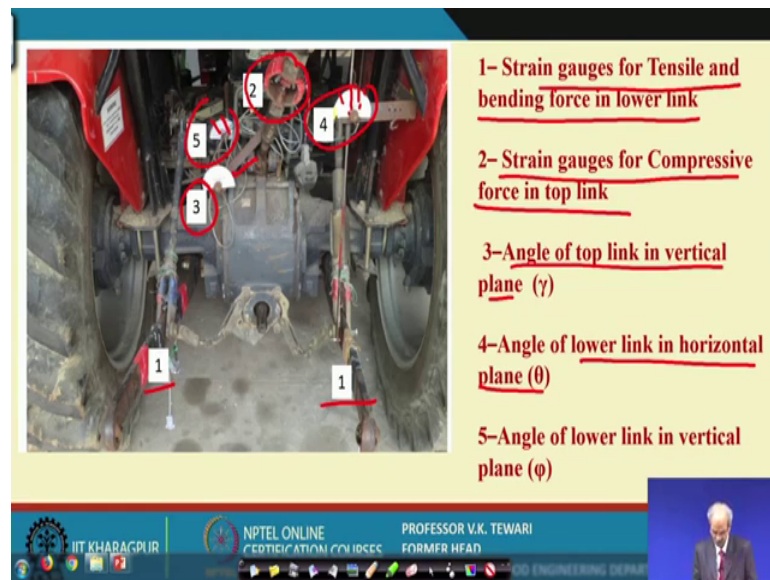 1– Strain gauges for Tensile and
bending force in lower link
2– Strain gauges for Compressive
force in top link
3–Angle of top link in vertical
plane (γ)
4–Angle of lower link in horizontal
plane (θ)
5–Angle of lower link in vertical
plane (φ)
2
4
5
3
1
1
IIT KHARAGPUR
NPTEL ONLINE
CERTIFICATION COURSES
PROFESSOR V.K. TEWARI
FORMER HEAD
OOD ENGINEERING DEPAR